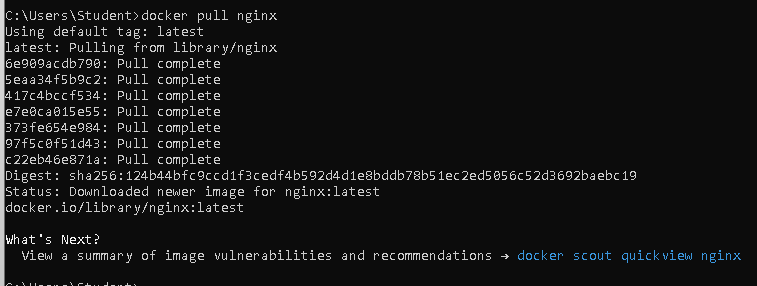 C:\Users\Student>docker pull nginx
Using default tag: latest
latest: Pulling from library/nginx
6e909acdb790: Pull complete
5eaa34f5b9c2: Pull complete
417c4bccf534: Pull complete
e7e0ca015e55: Pull complete
373fe654e984: Pull complete
97f5c0f51d43: Pull complete
c22eb46e871a: Pull complete
Digest: sha256:124b44bfc9ccd1f3cedf4b592d4d1e8bddb78b51ec2ed5056c52d3692baebc19
Status: Downloaded newer image for nginx:latest
docker.io/library/nginx:latest
What's Next?
View a summary of image vulnerabilities and recommendations → docker scout quickview nginx
C:\Users\Student>